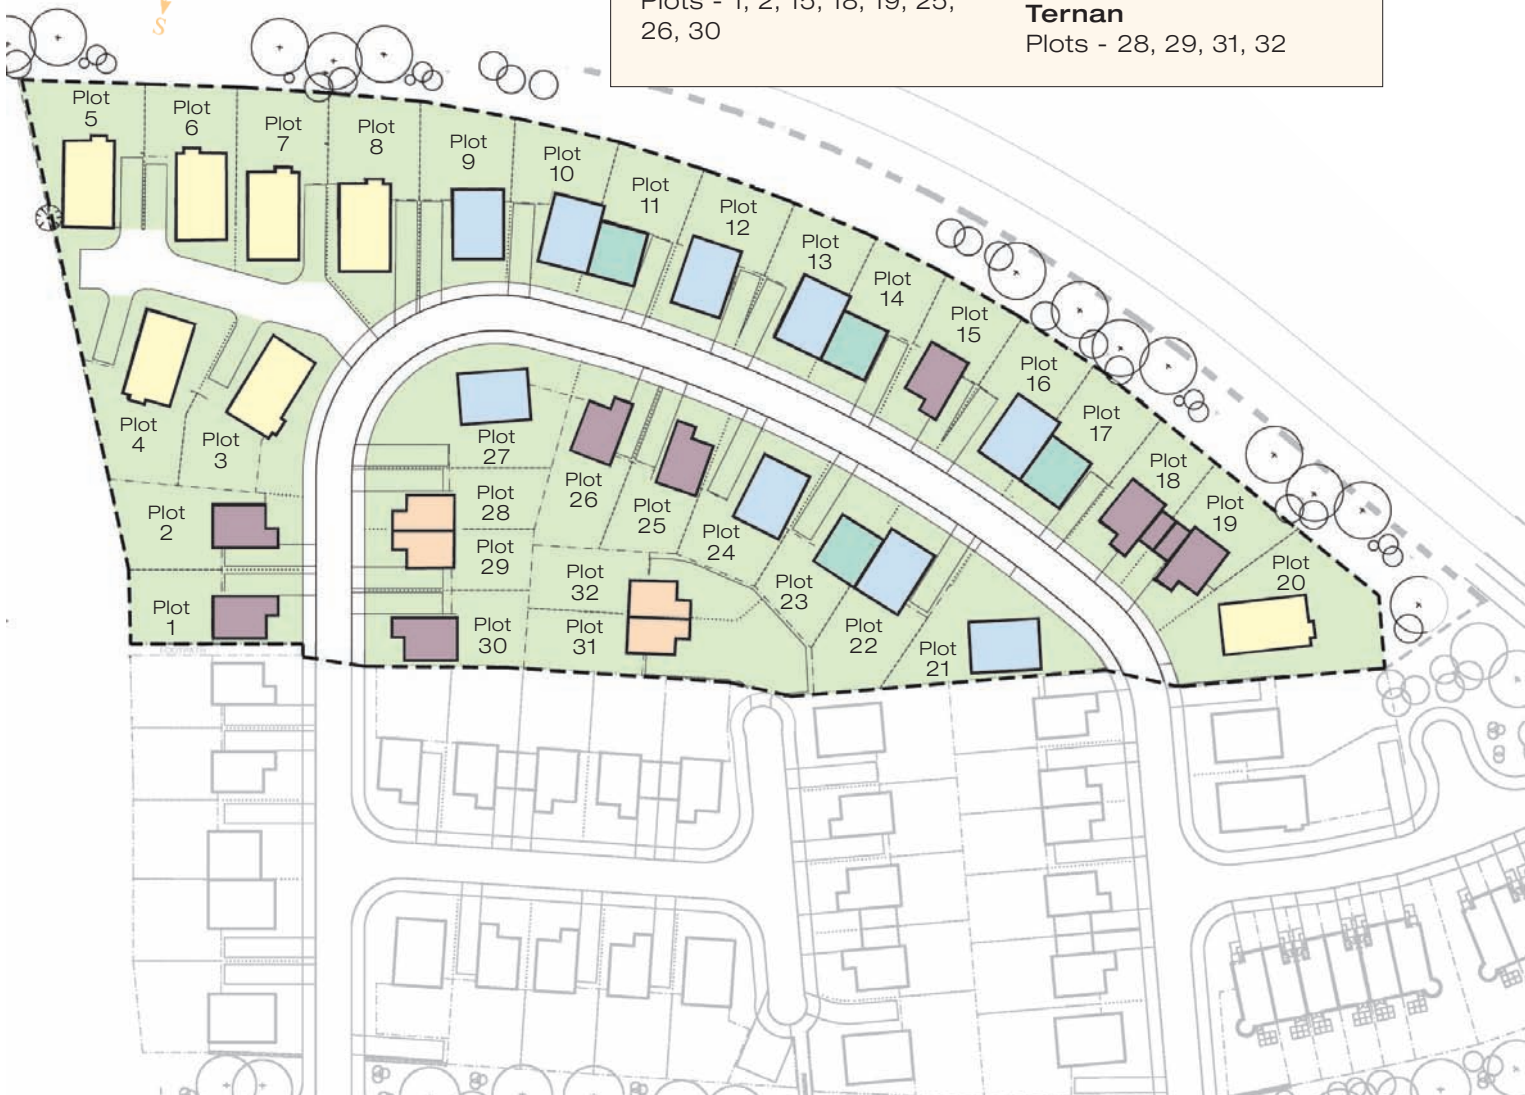 S
Plots - 1, 2, 15, 18, 19, 25,
26, 30
Ternan
Plots - 28, 29, 31, 32
Plot
5
Plot
6
Plot
7
Plot
8
Plot
9
Plot
10
Plot
11
Plot
12
Plot
13
Plot
14
Plot
15
Plot
16
Plot
17
Plot
18
Plot
19
Plot
20
Plot
4
Plot
3
Plot
2
Plot
1
Plot
27
Plot
28
Plot
29
Plot
30
Plot
26
Plot
25
Plot
24
Plot
32
Plot
31
Plot
23
Plot
22
Plot
21
FOOTPATH